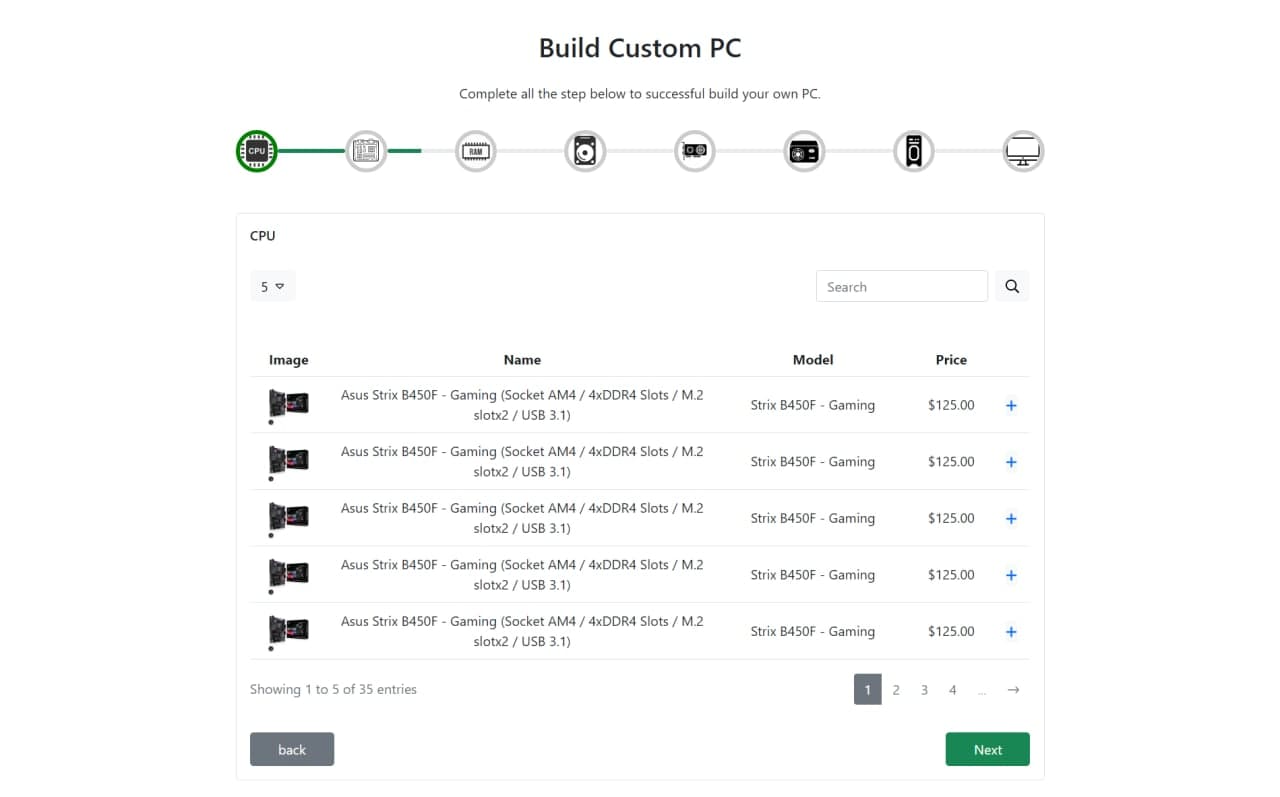 Build Custom PC
Complete all the step below to successful build your own PC.
CPU
RAM
CPU
5
Search
Image Name Model Price
Asus Strix B450F - Gaming (Socket AM4 / 4xDDR4 Slots / M.2
slotx2 / USB 3.1)
Strix B450F - Gaming $125.00 +
Asus Strix B450F - Gaming (Socket AM4 / 4xDDR4 Slots / M.2
slotx2 / USB 3.1)
Strix B450F - Gaming $125.00 +
Asus Strix B450F - Gaming (Socket AM4 / 4xDDR4 Slots / M.2
slotx2 / USB 3.1)
Strix B450F - Gaming $125.00 +
Asus Strix B450F - Gaming (Socket AM4 / 4xDDR4 Slots / M.2
slotx2 / USB 3.1)
Strix B450F - Gaming $125.00 +
Asus Strix B450F - Gaming (Socket AM4 / 4xDDR4 Slots / M.2
slotx2 / USB 3.1)
Strix B450F - Gaming $125.00 +
Showing 1 to 5 of 35 entries
1 2 3 4 ... →
back
Next